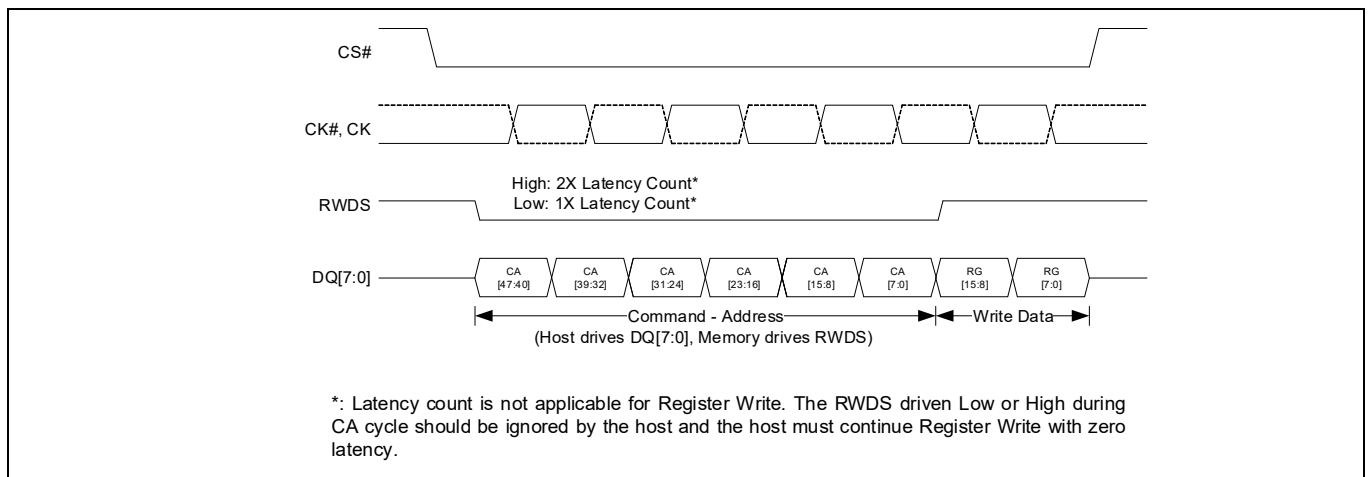 CS#
CK#, CK
High: 2X Latency Count*
Low: 1X Latency Count*
RWDS
DQ[7:0]
CA
[47:40]
CA
[39:32]
CA
[31:24]
CA
[23:16]
CA
[15:8]
CA
[7:0]
RG
[15:8]
RG
[7:0]
Command - Address
Write Data
(Host drives DQ[7:0], Memory drives RWDS)
*: Latency count is not applicable for Register Write. The RWDS driven Low or High during
CA cycle should be ignored by the host and the host must continue Register Write with zero
latency.